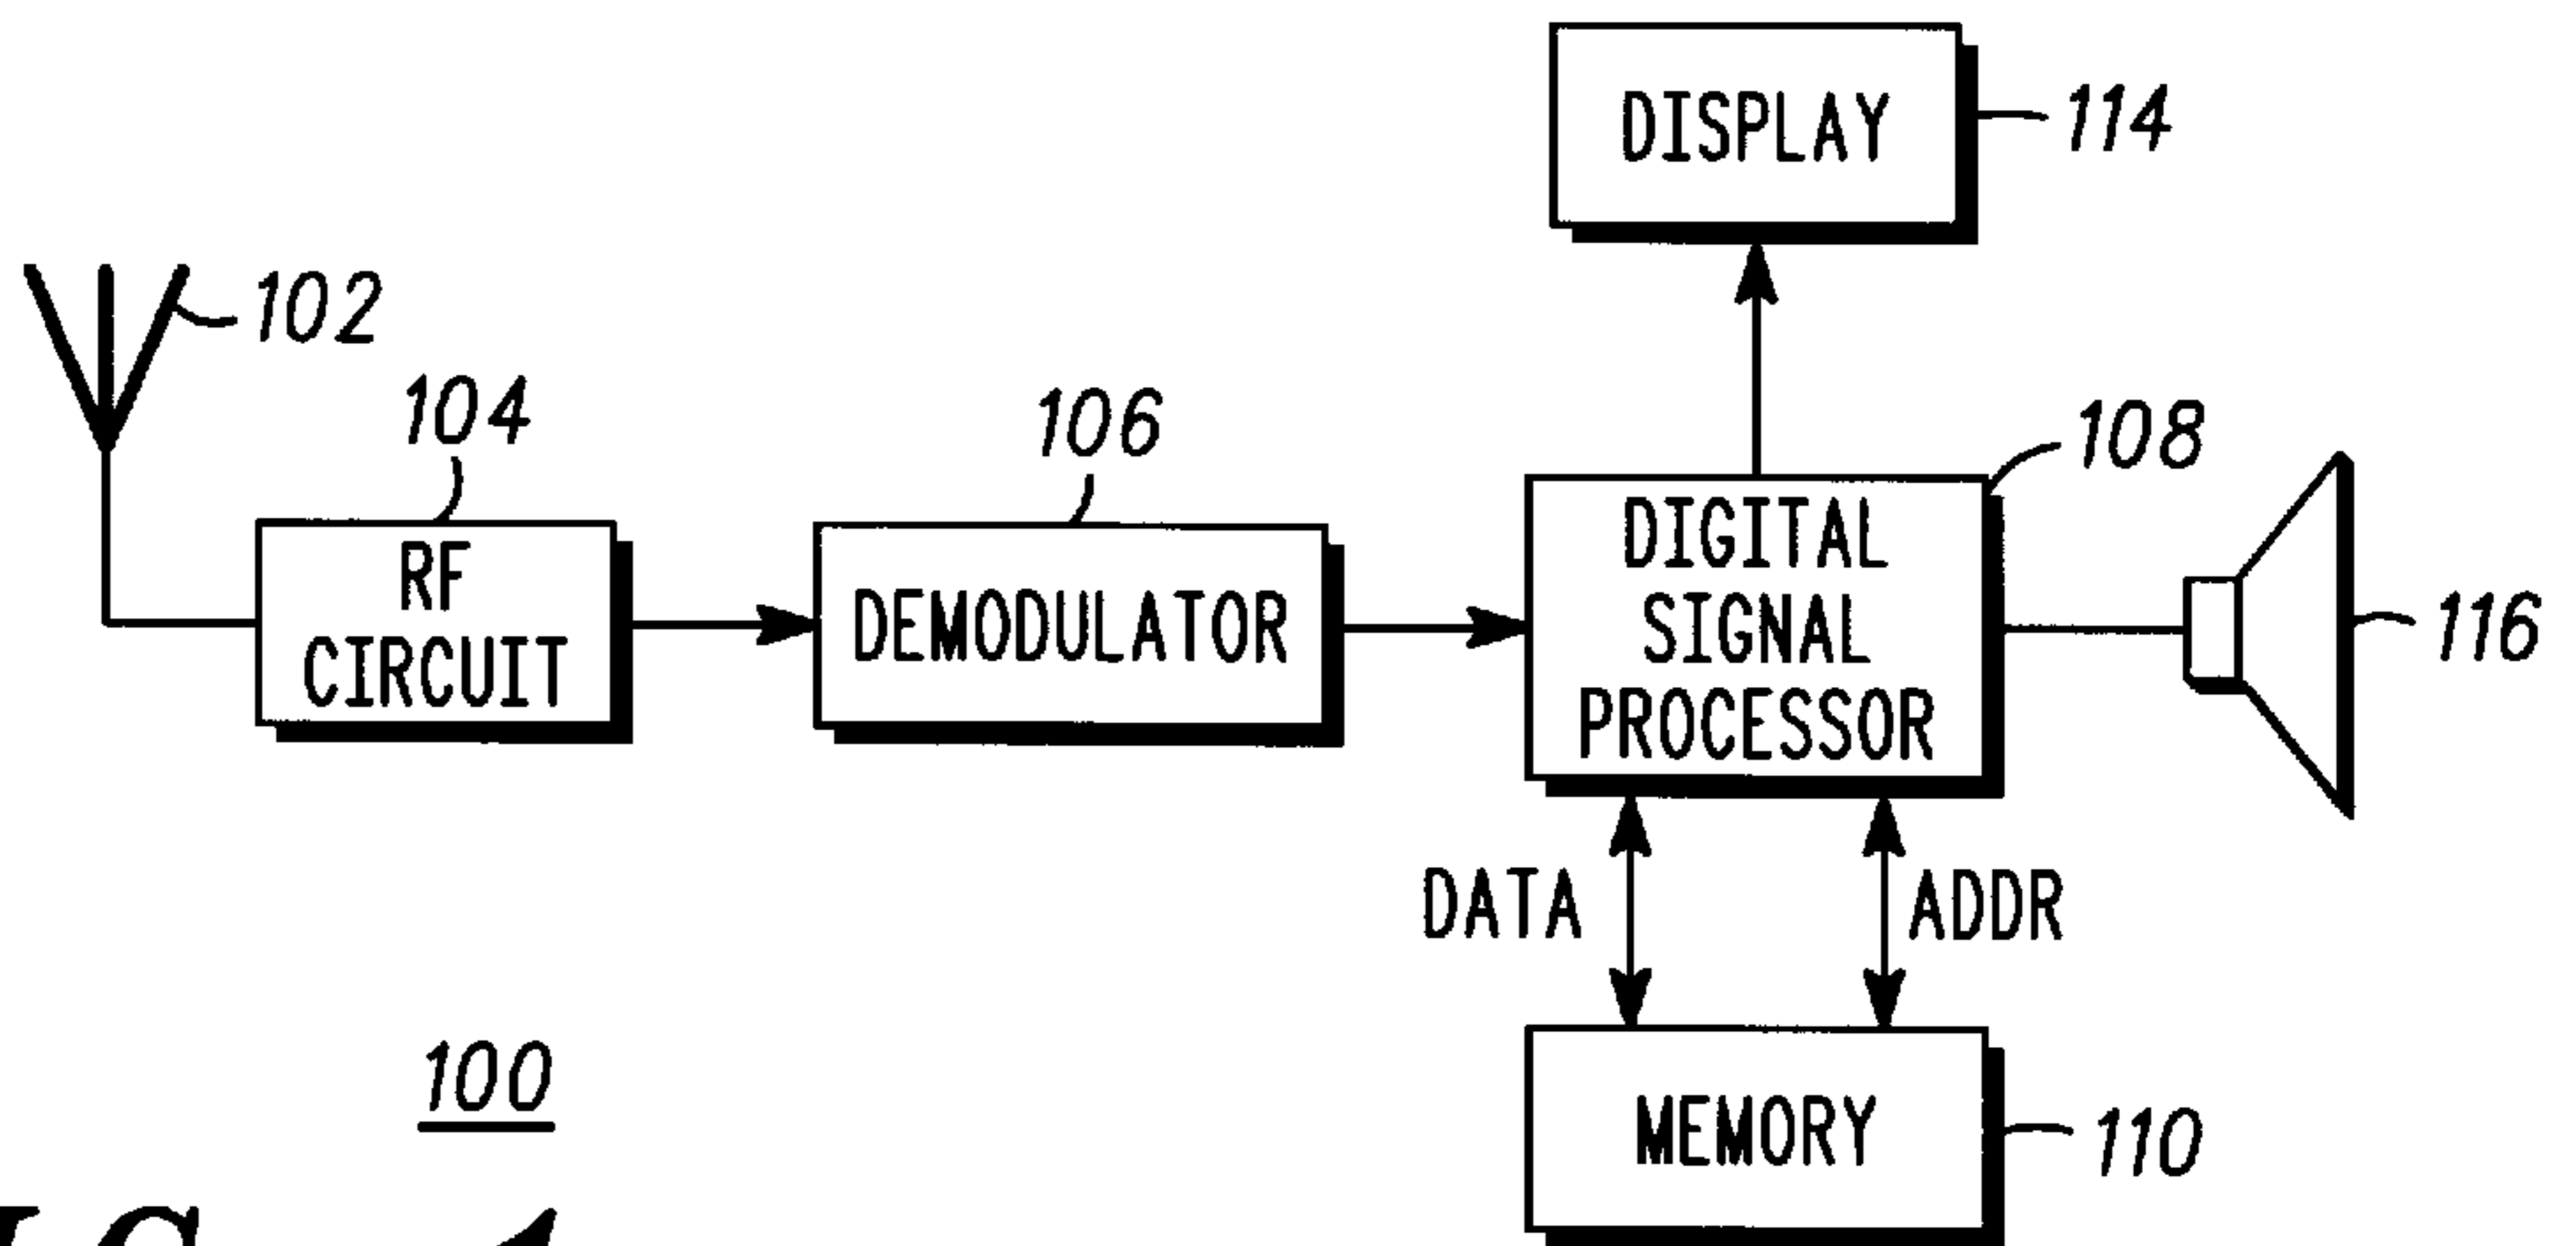 DISPLAY
114
102
104
106
108
RF
CIRCUIT
DEMODULATOR
DIGITAL
SIGNAL
PROCESSOR
116
DATA
ADDR
100
MEMORY
110